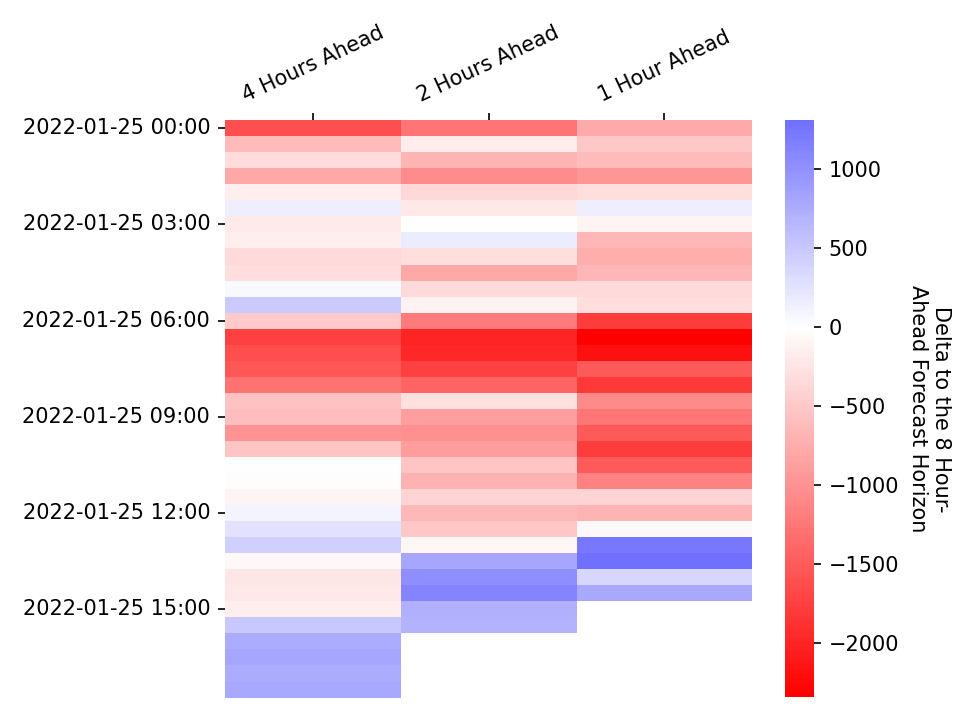 4 Hours Ahead
2 Hours Ahead
1 Hour Ahead
2022-01-25 00:00
2022-01-25 03:00
2022-01-25 06:00
2022-01-25 09:00
2022-01-25 12:00
2022-01-25 15:00
1000
500
0
−500
−1000
−1500
−2000
Delta to the 8 Hour-
Ahead Forecast Horizon